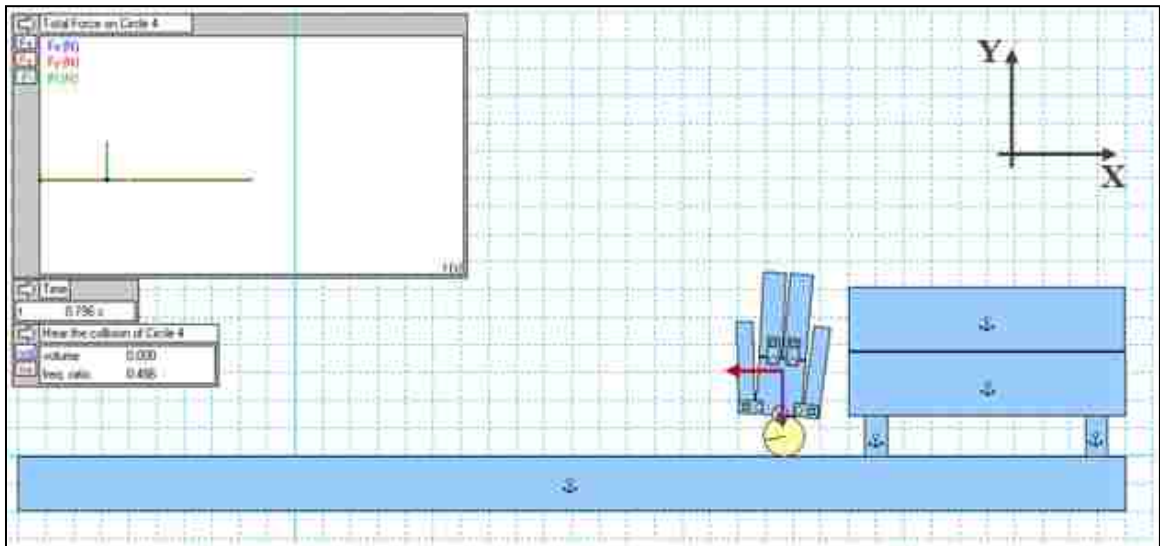 Total Force on Circle 4
Fx (N)
Fy (N)
Y
X
t (s)
Time
t 0.796 s
Hear the collision of Circle 4
volume 0.000
freq. ratio 0.496